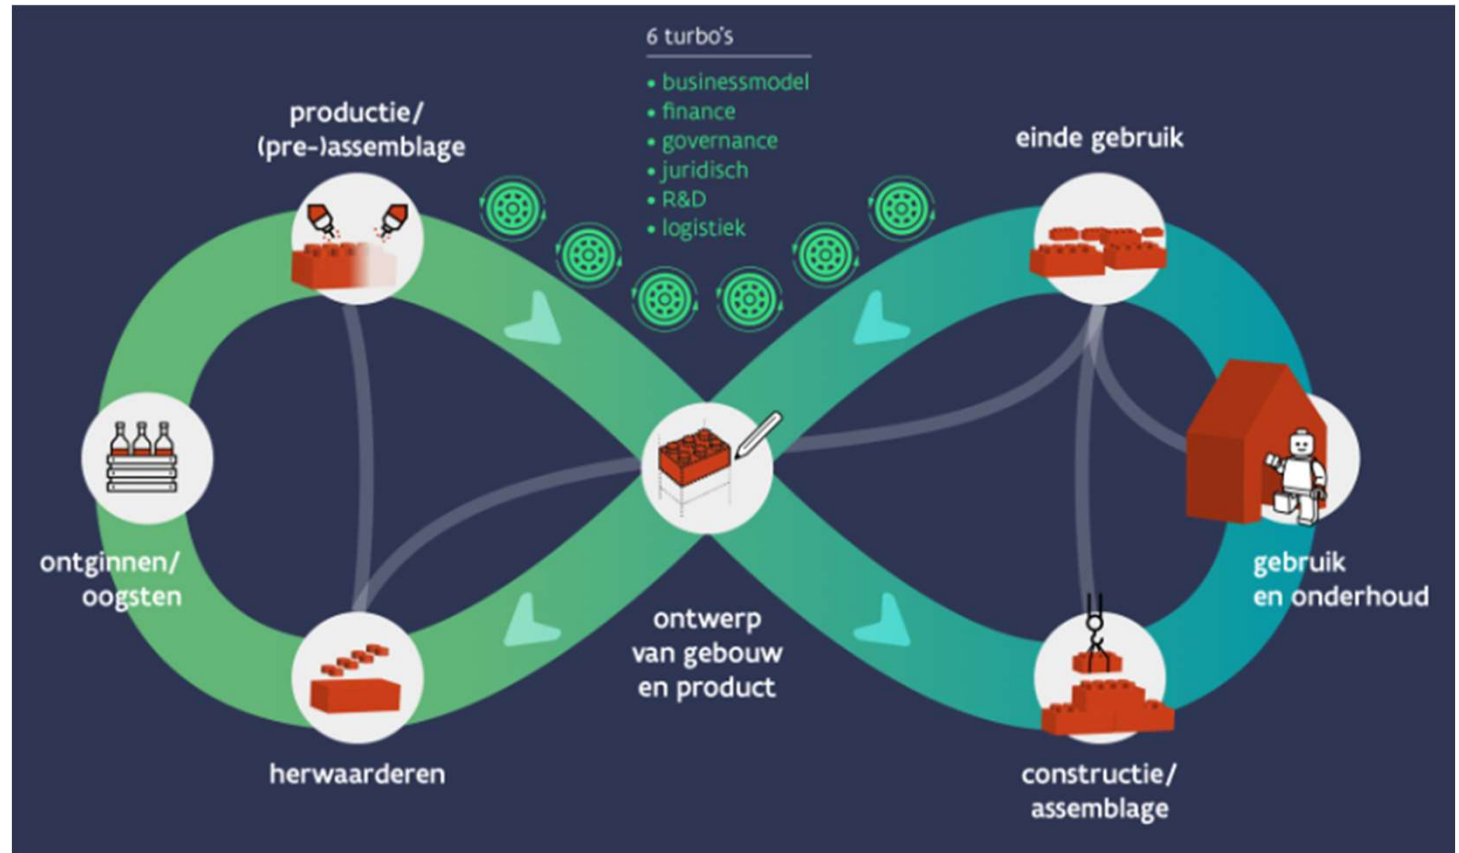 6 turbo's
• businessmodel
• finance
• governance
• juridisch
• R&D
• logistiek
productie/
(pre-)assemblage
einde gebruik
ontginnen/
oogsten
gebruik
en onderhoud
ontwerp
van gebouw
en product
herwaarderen
constructie/
assemblage